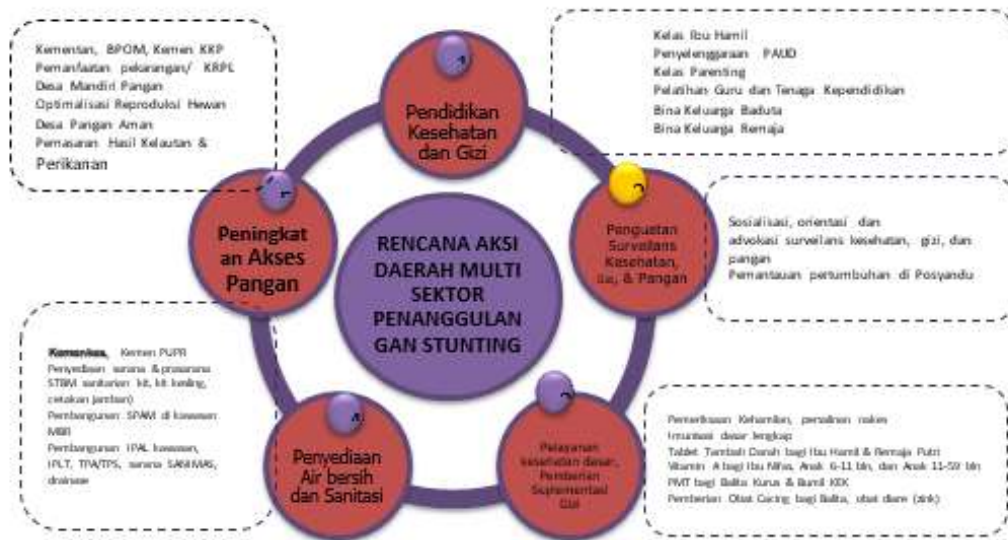 Kementan, BPOM, Kemen KKP
Pemanfaatan pekarangan/ KRPL
Desa Mandiri Pangan
Optimalisasi Reproduksi Hewan
Desa Pangan Aman
Pemasaran Hasil Kelautan &
Perikanan
Kelas Ibu Hamil
Penyelenggaraan PAUD
Kelas Parenting
Pelatihan Guru dan Tenaga Kependidikan
Bina Keluarga Baduta
Bina Keluarga Remaja
Pendidikan
Kesehatan
dan Gizi
Peningkat
an Akses
Pangan
RENCANA AKSI
DAERAH MULTI
SEKTOR
PENANGGULAN
GAN STUNTING
Penguatan
Surveilans
Kesehatan,
& Pangan
Sosialisasi, orientasi dan
advokasi surveilans kesehatan, gizi, dan
pangan
Pemantauan pertumbuhan di Posyandu
Kemenkes, Kemen PUPR
Penyediaan sarana & prasarana
STBM sanitarian kit, kit kesling,
cetakan jamban)
Pembangunan SPAM di kawasan
MBR
Pembangunan IPAL kawasan,
IPLT, TPA/TPS, sarana SANIMAS,
drainase
Penyediaan
Air bersih
dan Sanitasi
Pelayanan
kesehatan dasar,
Pemberian
Suplementasi
Gizi
Pemeriksaan Kehamilan, persalinan nakes
Imunisasi dasar lengkap
Tablet Tambah Darah bagi Ibu Hamil & Remaja Putri
Vitamin A bagi Ibu Nifas, Anak 6-11 bln, dan Anak 11-59 bln
PMT bagi Balita Kurus & Bumil KEK
Pemberian Obat Cacing bagi Balita, obat diare (zink)